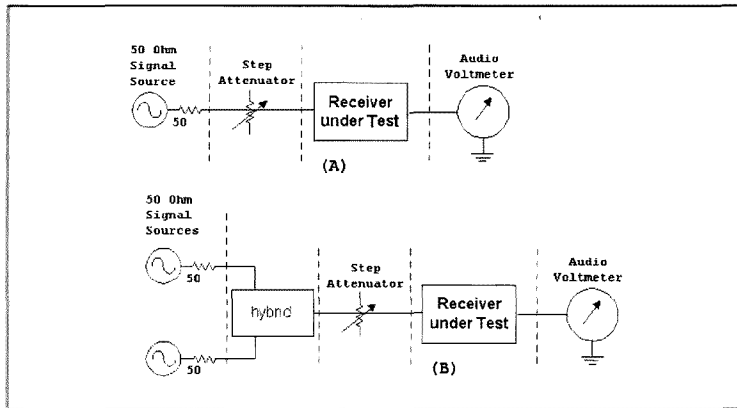 50 Ohm
Signal
Source
50
Step
Attenuator
Receiver
under Test
Audio
Voltmeter
(A)
50 Ohm
Signal
Sources
50
50
hybrid
Step
Attenuator
Receiver
under Test
Audio
Voltmeter
(B)